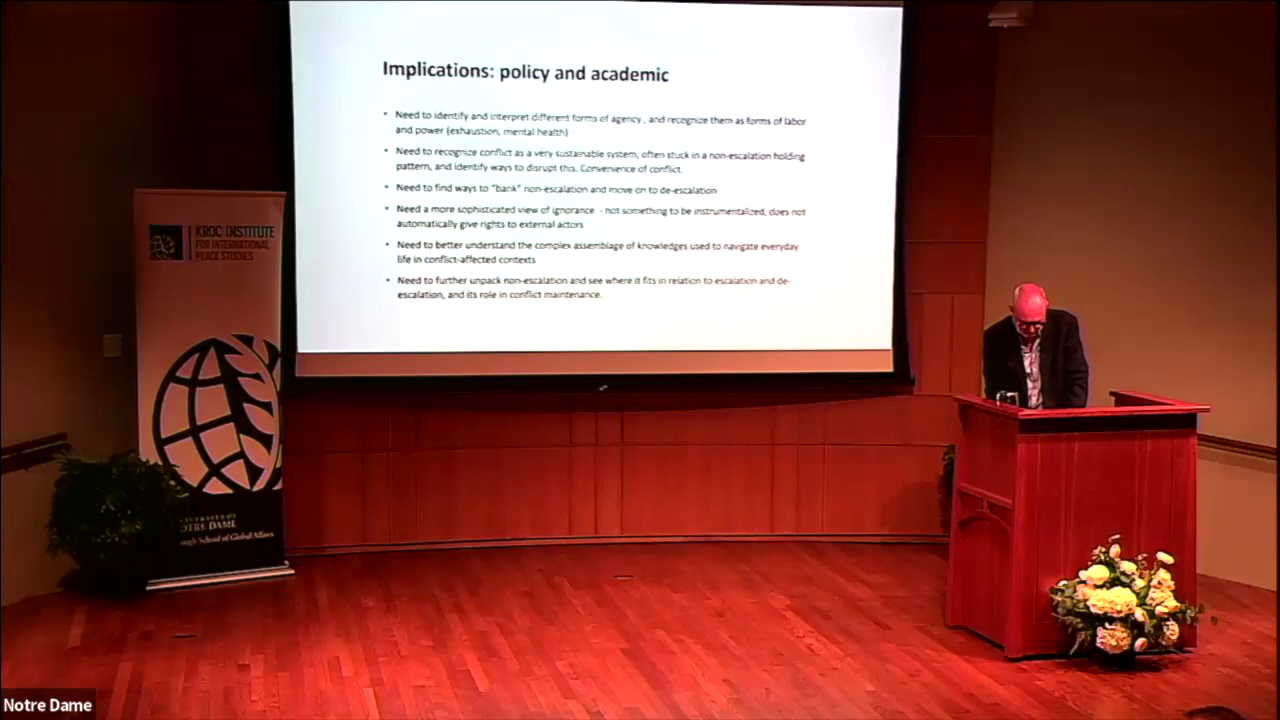 Implications: policy and academic
• Need to identify and interpret different forms of agency , and recognize them as forms of labor
and power (exhaustion, mental health)
• Need to recognize conflict as a very sustainable system, often stuck in a non-escalation holding
pattern, and identify ways to disrupt this. Convenience of conflict.
• Need to find ways to "bank" non-escalation and move on to de-escalation
• Need a more sophisticated view of ignorance - not something to be instrumentalized, does not
automatically give rights to external actors
• Need to better understand the complex assemblage of knowledges used to navigate everyday
life in conflict-affected contexts
• Need to further unpack non-escalation and see where it fits in relation to escalation and de-
escalation, and its role in conflict maintenance.
KROC INSTITUTE
FOR INTERNATIONAL
PEACE STUDIES
NOTRE DAME
School of Global Affairs
Notre Dame